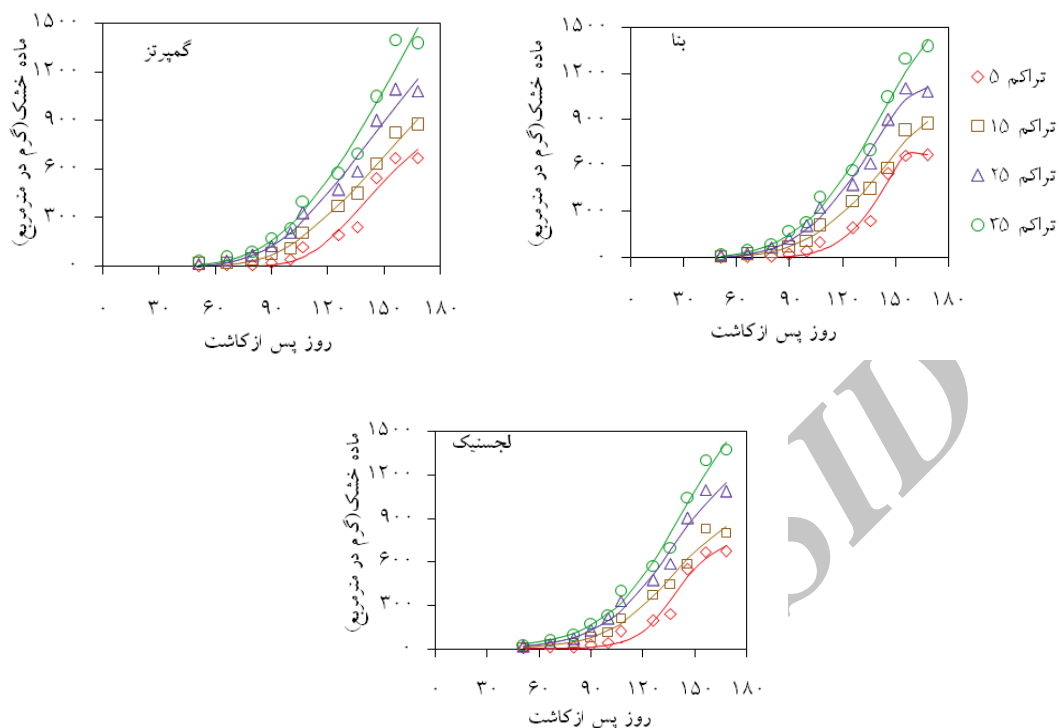 گمپرتز
ماده خشک(گرم در مترمربع)
۱۵۰۰
۱۲۰۰
۹۰۰
۶۰۰
۳۰۰
۰
۰ ۳۰ ۶۰ ۹۰ ۱۲۰ ۱۵۰ ۱۸۰
روز پس ازکاشت
بتا
ماده خشک(گرم در مترمربع)
۱۵۰۰
۱۲۰۰
۹۰۰
۶۰۰
۳۰۰
۰
۰ ۳۰ ۶۰ ۹۰ ۱۲۰ ۱۵۰ ۱۸۰
روز پس ازکاشت
تراکم ۵
تراکم ۱۵
تراکم ۲۵
تراکم ۳۵
لجستیک
ماده خشک(گرم در مترمربع)
۱۵۰۰
۱۲۰۰
۹۰۰
۶۰۰
۳۰۰
۰
۰ ۳۰ ۶۰ ۹۰ ۱۲۰ ۱۵۰ ۱۸۰
روز پس ازکاشت
SID